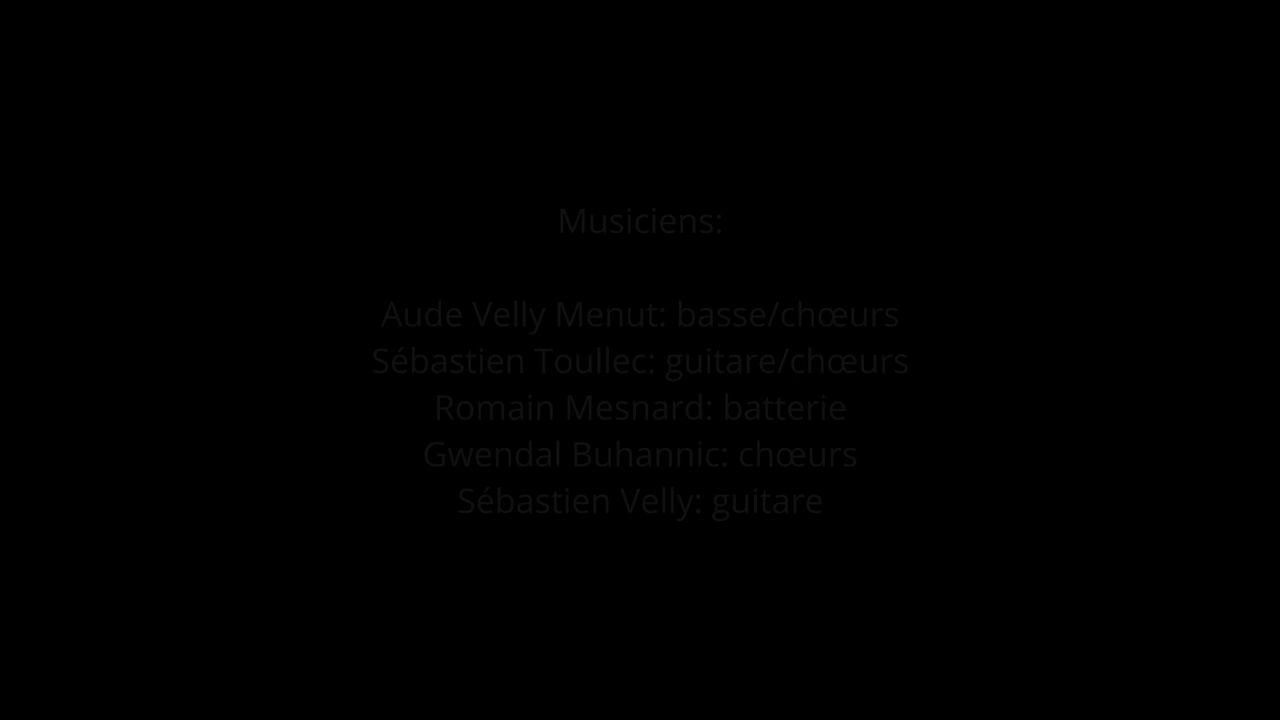 Musiciens:
Aude Velly Menut: basse/chœurs
Sébastien Toullec: guitare/chœurs
Romain Mesnard: batterie
Gwendal Buhannic: chœurs
Sébastien Velly: guitare